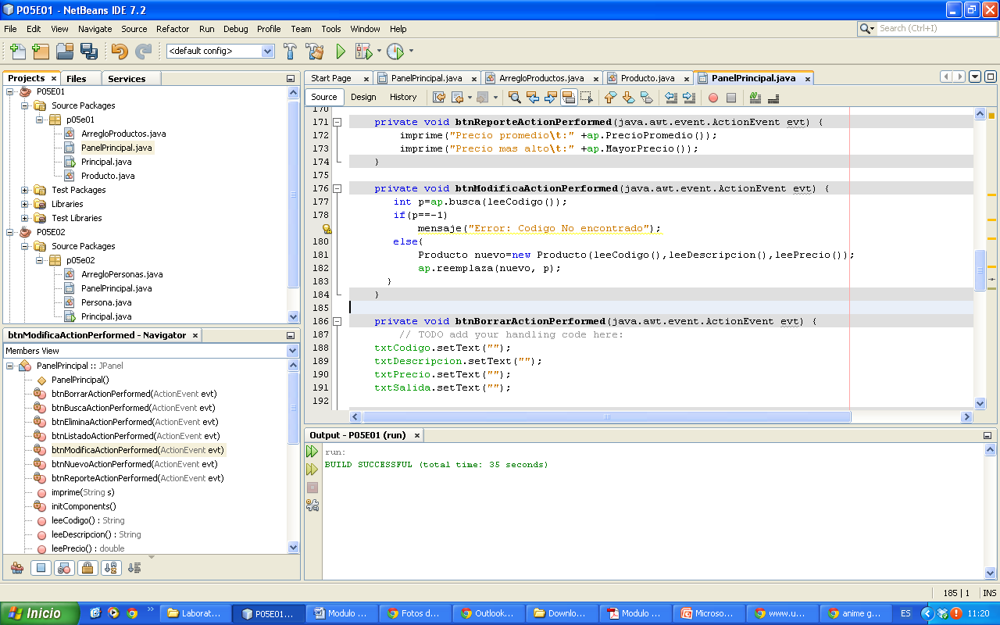 P05E01 - NetBeans IDE 7.2
File Edit View Navigate Source Refactor Run Debug Profile Team Tools Window Help
Search (Ctrl+I)
<default config>
Projects Files Services
P05E01
Source Packages
p05e01
ArregloProductos.java
PanelPrincipal.java
Principal.java
Producto.java
Test Packages
Libraries
Test Libraries
P05E02
Source Packages
p05e02
ArregloPersonas.java
PanelPrincipal.java
Persona.java
Principal.java
btnModificaActionPerformed - Navigator
Members View
PanelPrincipal :: JPanel
PanelPrincipal()
btnBorrarActionPerformed(ActionEvent evt)
btnBuscaActionPerformed(ActionEvent evt)
btnEliminaActionPerformed(ActionEvent evt)
btnListadoActionPerformed(ActionEvent evt)
btnModificaActionPerformed(ActionEvent evt)
btnNuevoActionPerformed(ActionEvent evt)
btnReporteActionPerformed(ActionEvent evt)
imprime(String s)
initComponents()
leeCodigo() : String
leeDescripcion() : String
leePrecio() : double
Start Page PanelPrincipal.java ArregloProductos.java Producto.java PanelPrincipal.java
Source Design History
170
171 private void btnReporteActionPerformed(java.awt.event.ActionEvent evt) {
172 imprime("Precio promedio\t:" +ap.PrecioPromedio());
173 imprime("Precio mas alto\t:" +ap.MayorPrecio());
174 }
175
176 private void btnModificaActionPerformed(java.awt.event.ActionEvent evt) {
177 int p=ap.busca(leeCodigo());
178 if(p==-1)
mensaje("Error: Codigo No encontrado");
180 else{
181 Producto nuevo=new Producto(leeCodigo(),leeDescripcion(),leePrecio());
182 ap.reemplaza(nuevo, p);
183 }
184 }
185
186 private void btnBorrarActionPerformed(java.awt.event.ActionEvent evt) {
187 // TODO add your handling code here:
188 txtCodigo.setText("");
189 txtDescripcion.setText("");
190 txtPrecio.setText("");
191 txtSalida.setText("");
192
Output - P05E01 (run)
run:
BUILD SUCCESSFUL (total time: 35 seconds)
185 | 1 INS
Inicio Laborat... P05E01... Modulo ... Fotos d... Outlook... Downlo... Modulo ... Microso... www.u... anime g... ES 11:20